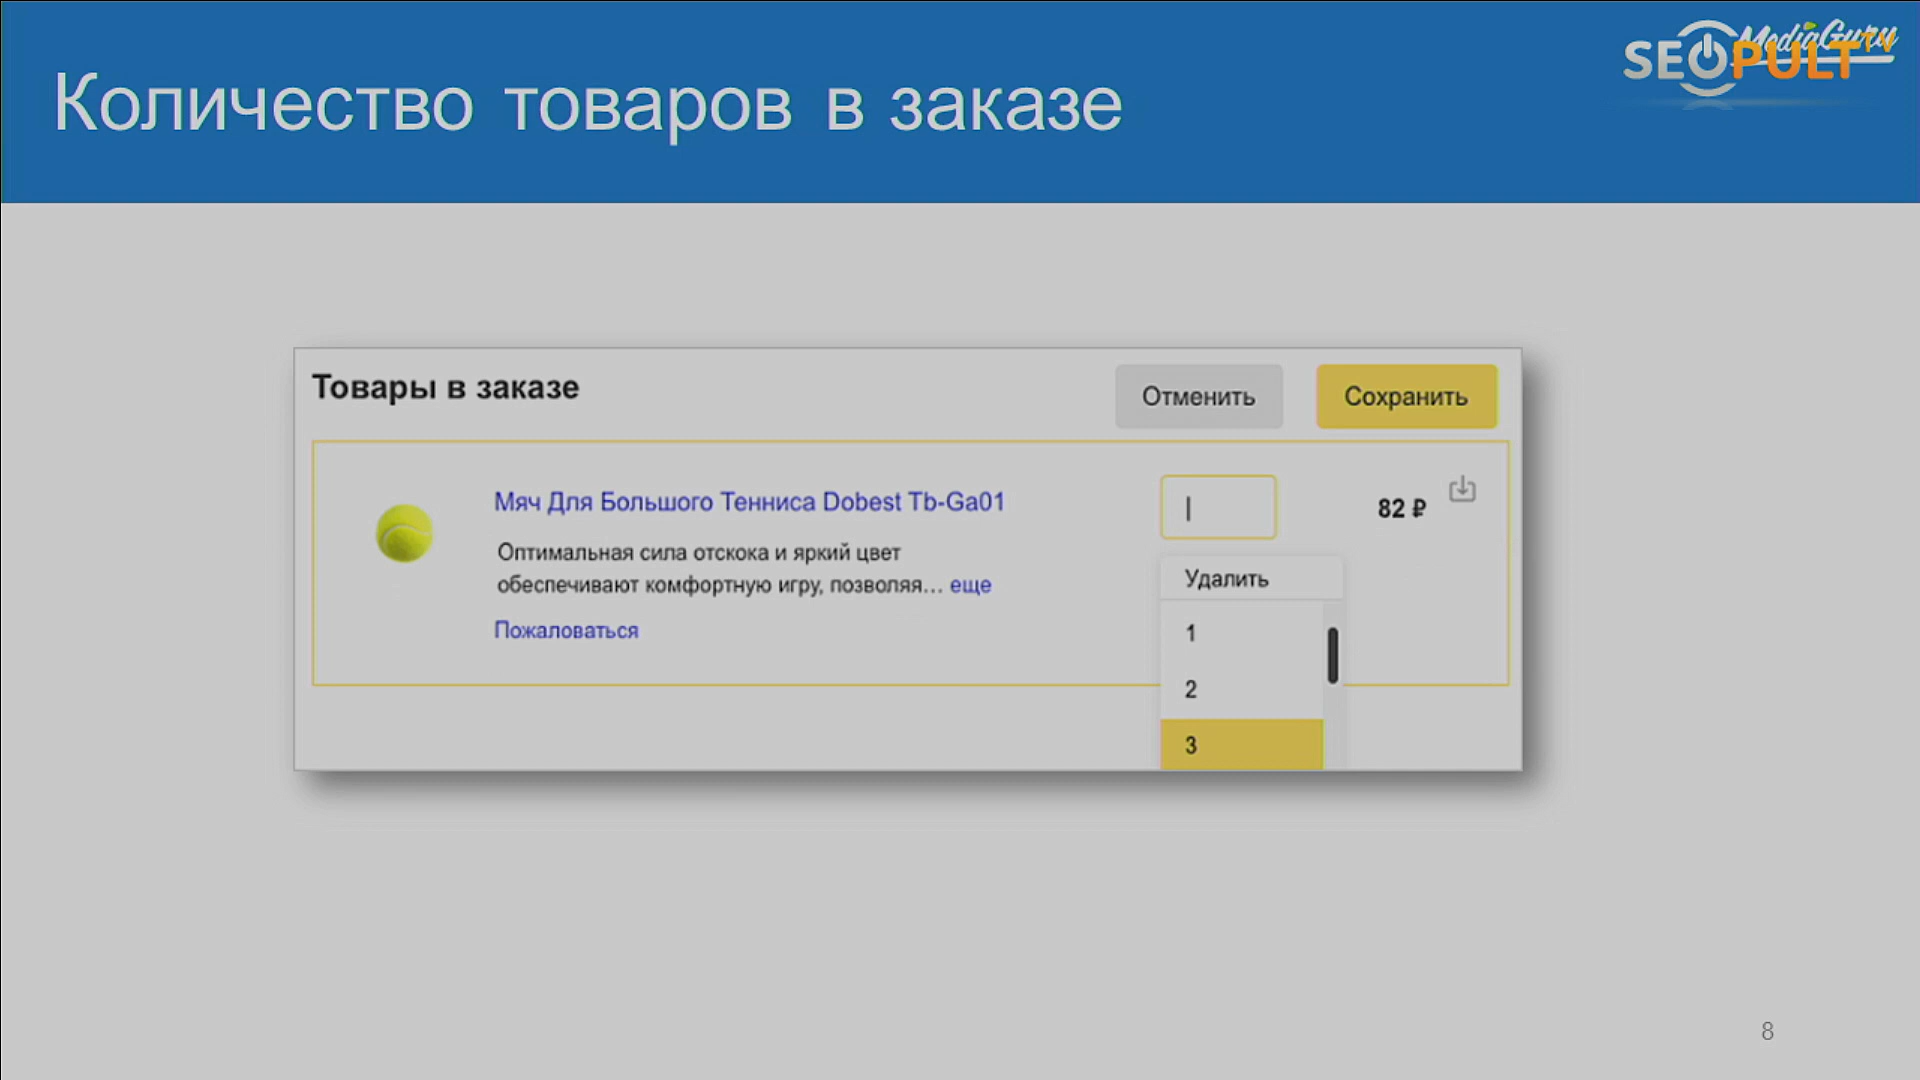 Количество товаров в заказе
SEOPULT TV
MediaGuru
Товары в заказе
Отменить
Сохранить
Мяч Для Большого Тенниса Dobest Tb-Ga01
82 ₽
Оптимальная сила отскока и яркий цвет
обеспечивают комфортную игру, позволяя... еще
Пожаловаться
Удалить
1
2
3
8